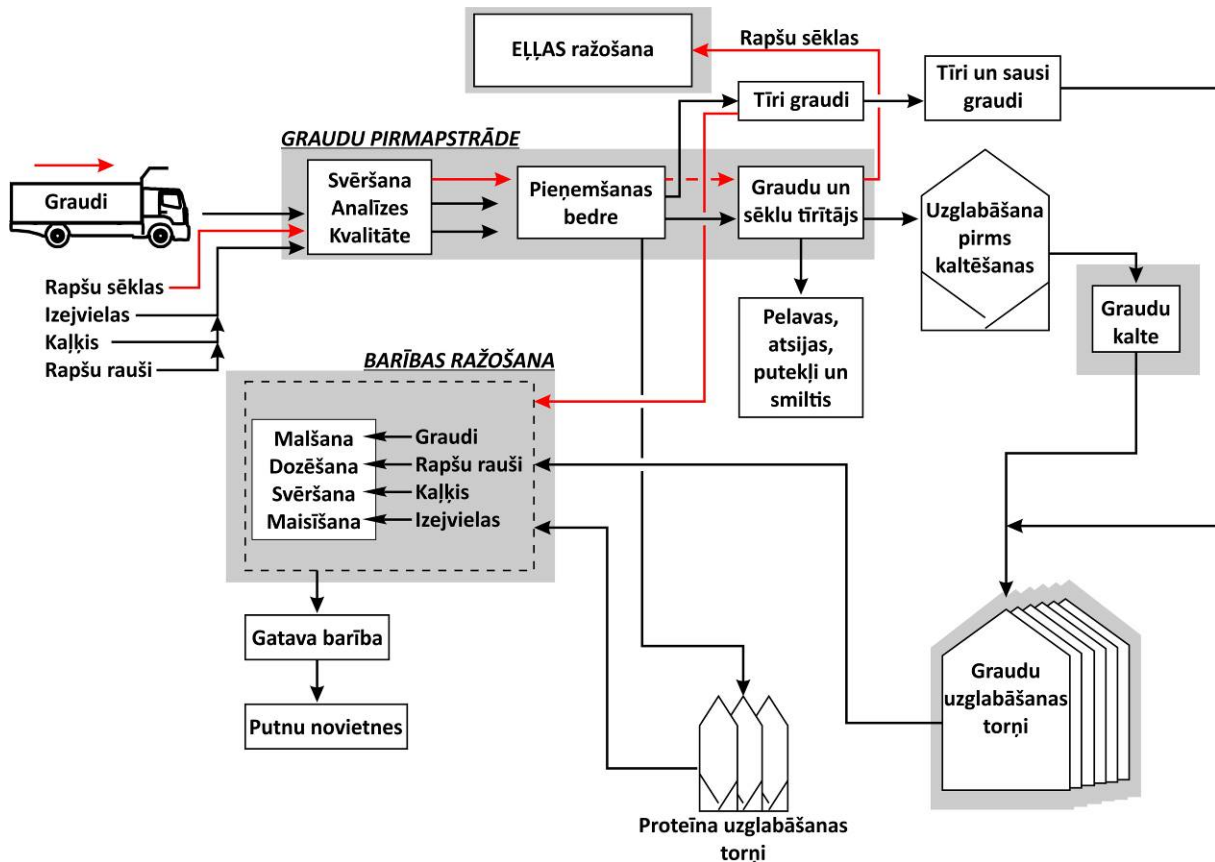 EĻĻAS ražošana
Rapšu sēklas
Tīri graudi
Tīri un sausi
graudi
GRAUDU PIRMAPSTRĀDE
Graudi
Svēršana
Analīzes
Kvalitāte
Pieņemšanas
bedre
Graudu un
sēklu tīrītājs
Uzglabāšana
pirms
kaltēšanas
Graudu
kalte
Rapšu sēklas
Izejvielas
Kaļķis
Rapšu rauši
Pelavas,
atsijas,
putekļi un
smiltis
BARĪBAS RAŽOŠANA
Malšana
Dozēšana
Svēršana
Maisīšana
Graudi
Rapšu rauši
Kaļķis
Izejvielas
Gatava barība
Putnu novietnes
Graudu
uzglabāšanas
torņi
Proteīna uzglabāšanas
torņi